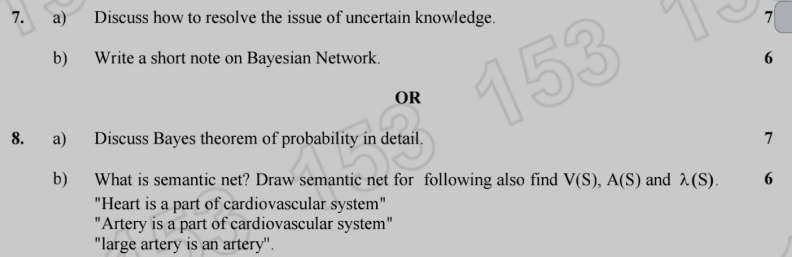 7. a) Discuss how to resolve the issue of uncertain knowledge. 7
b) Write a short note on Bayesian Network. 6
OR
8. a) Discuss Bayes theorem of probability in detail. 7
b) What is semantic net? Draw semantic net for following also find V(S), A(S) and λ(S). 6
"Heart is a part of cardiovascular system"
"Artery is a part of cardiovascular system"
"large artery is an artery".
153
153
153